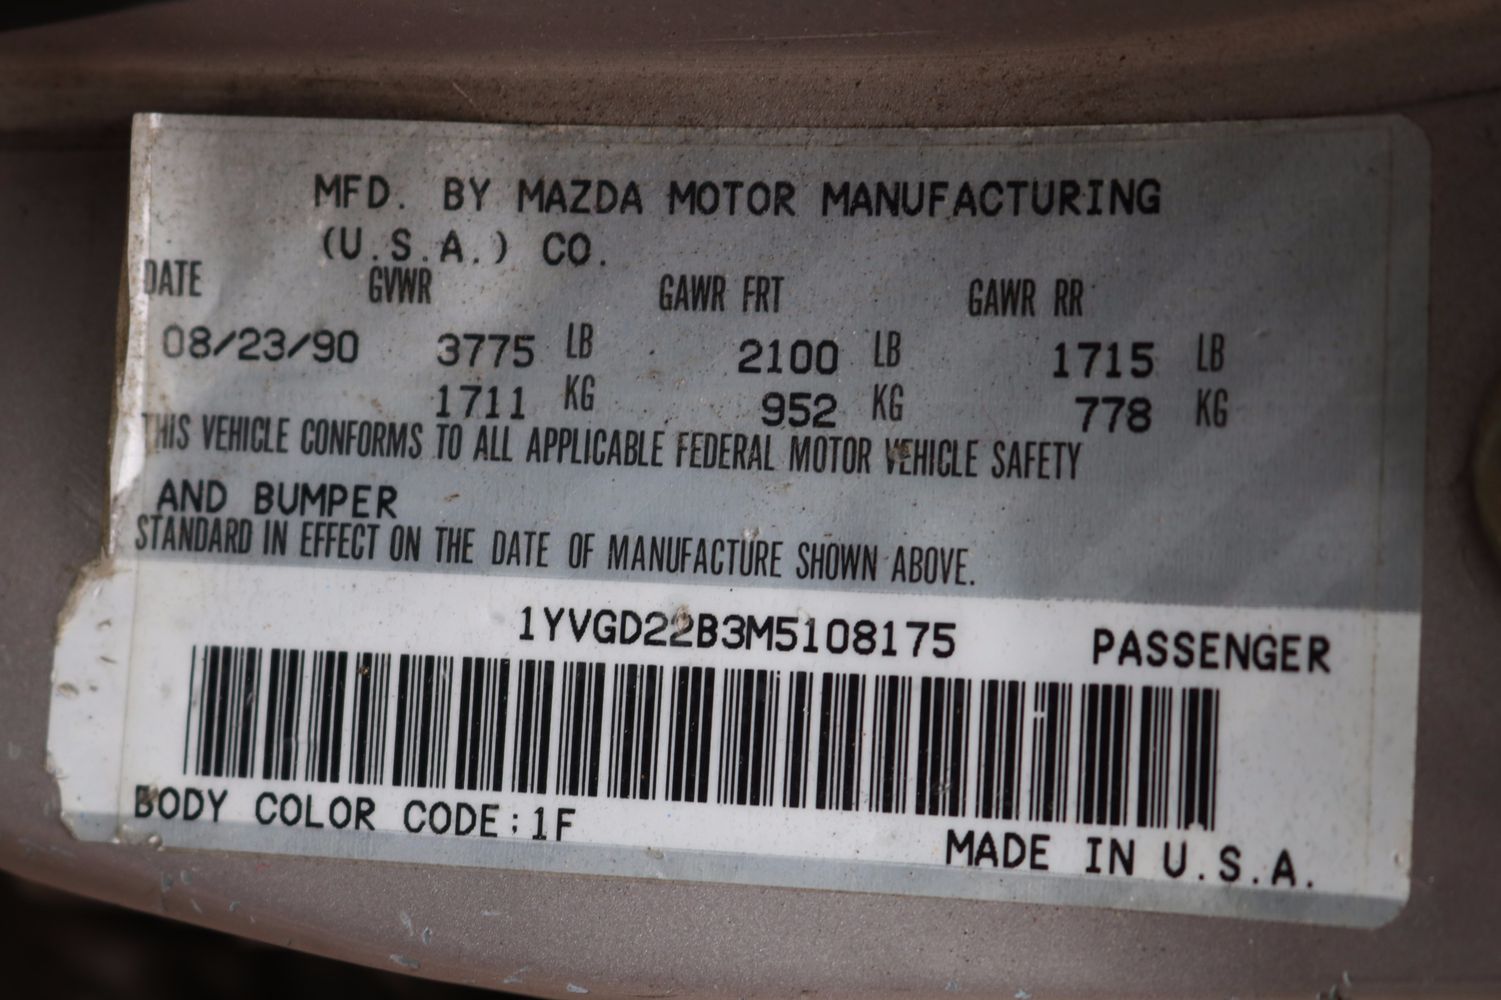 MFD. BY MAZDA MOTOR MANUFACTURING
(U.S.A.) CO.
DATE GVWR GAWR FRT GAWR RR
08/23/90 3775 LB 2100 LB 1715 LB
1711 KG 952 KG 778 KG
THIS VEHICLE CONFORMS TO ALL APPLICABLE FEDERAL MOTOR VEHICLE SAFETY
AND BUMPER
STANDARD IN EFFECT ON THE DATE OF MANUFACTURE SHOWN ABOVE.
1YVGD22B3M5108175 PASSENGER
BODY COLOR CODE:1F
MADE IN U.S.A.